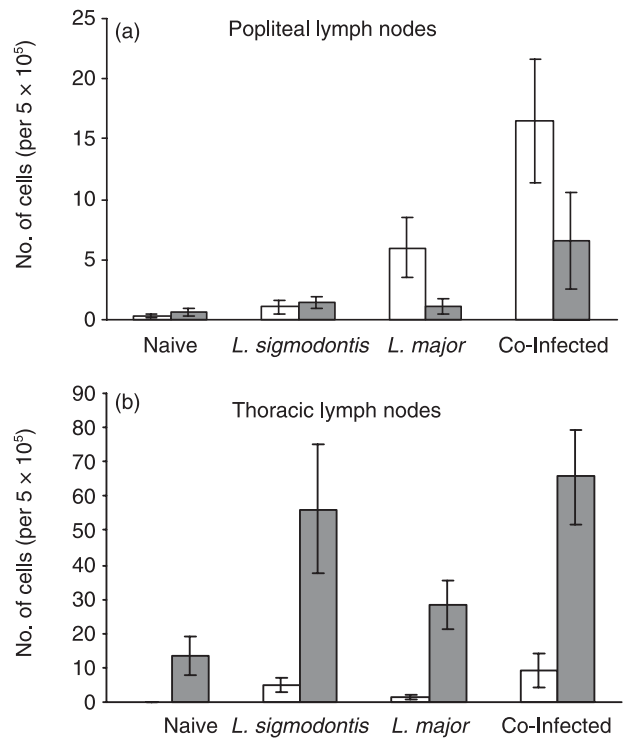 (a) Popliteal lymph nodes
No. of cells (per 5 × 10⁵)
25
20
15
10
5
0
Naive L. sigmodontis L. major Co-Infected
(b) Thoracic lymph nodes
No. of cells (per 5 × 10⁵)
90
80
70
60
50
40
30
20
10
0
Naive L. sigmodontis L. major Co-Infected